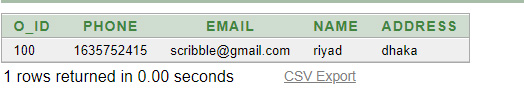 O_ID PHONE EMAIL NAME ADDRESS
100 1635752415 scribble@gmail.com riyad dhaka
1 rows returned in 0.00 seconds CSV Export